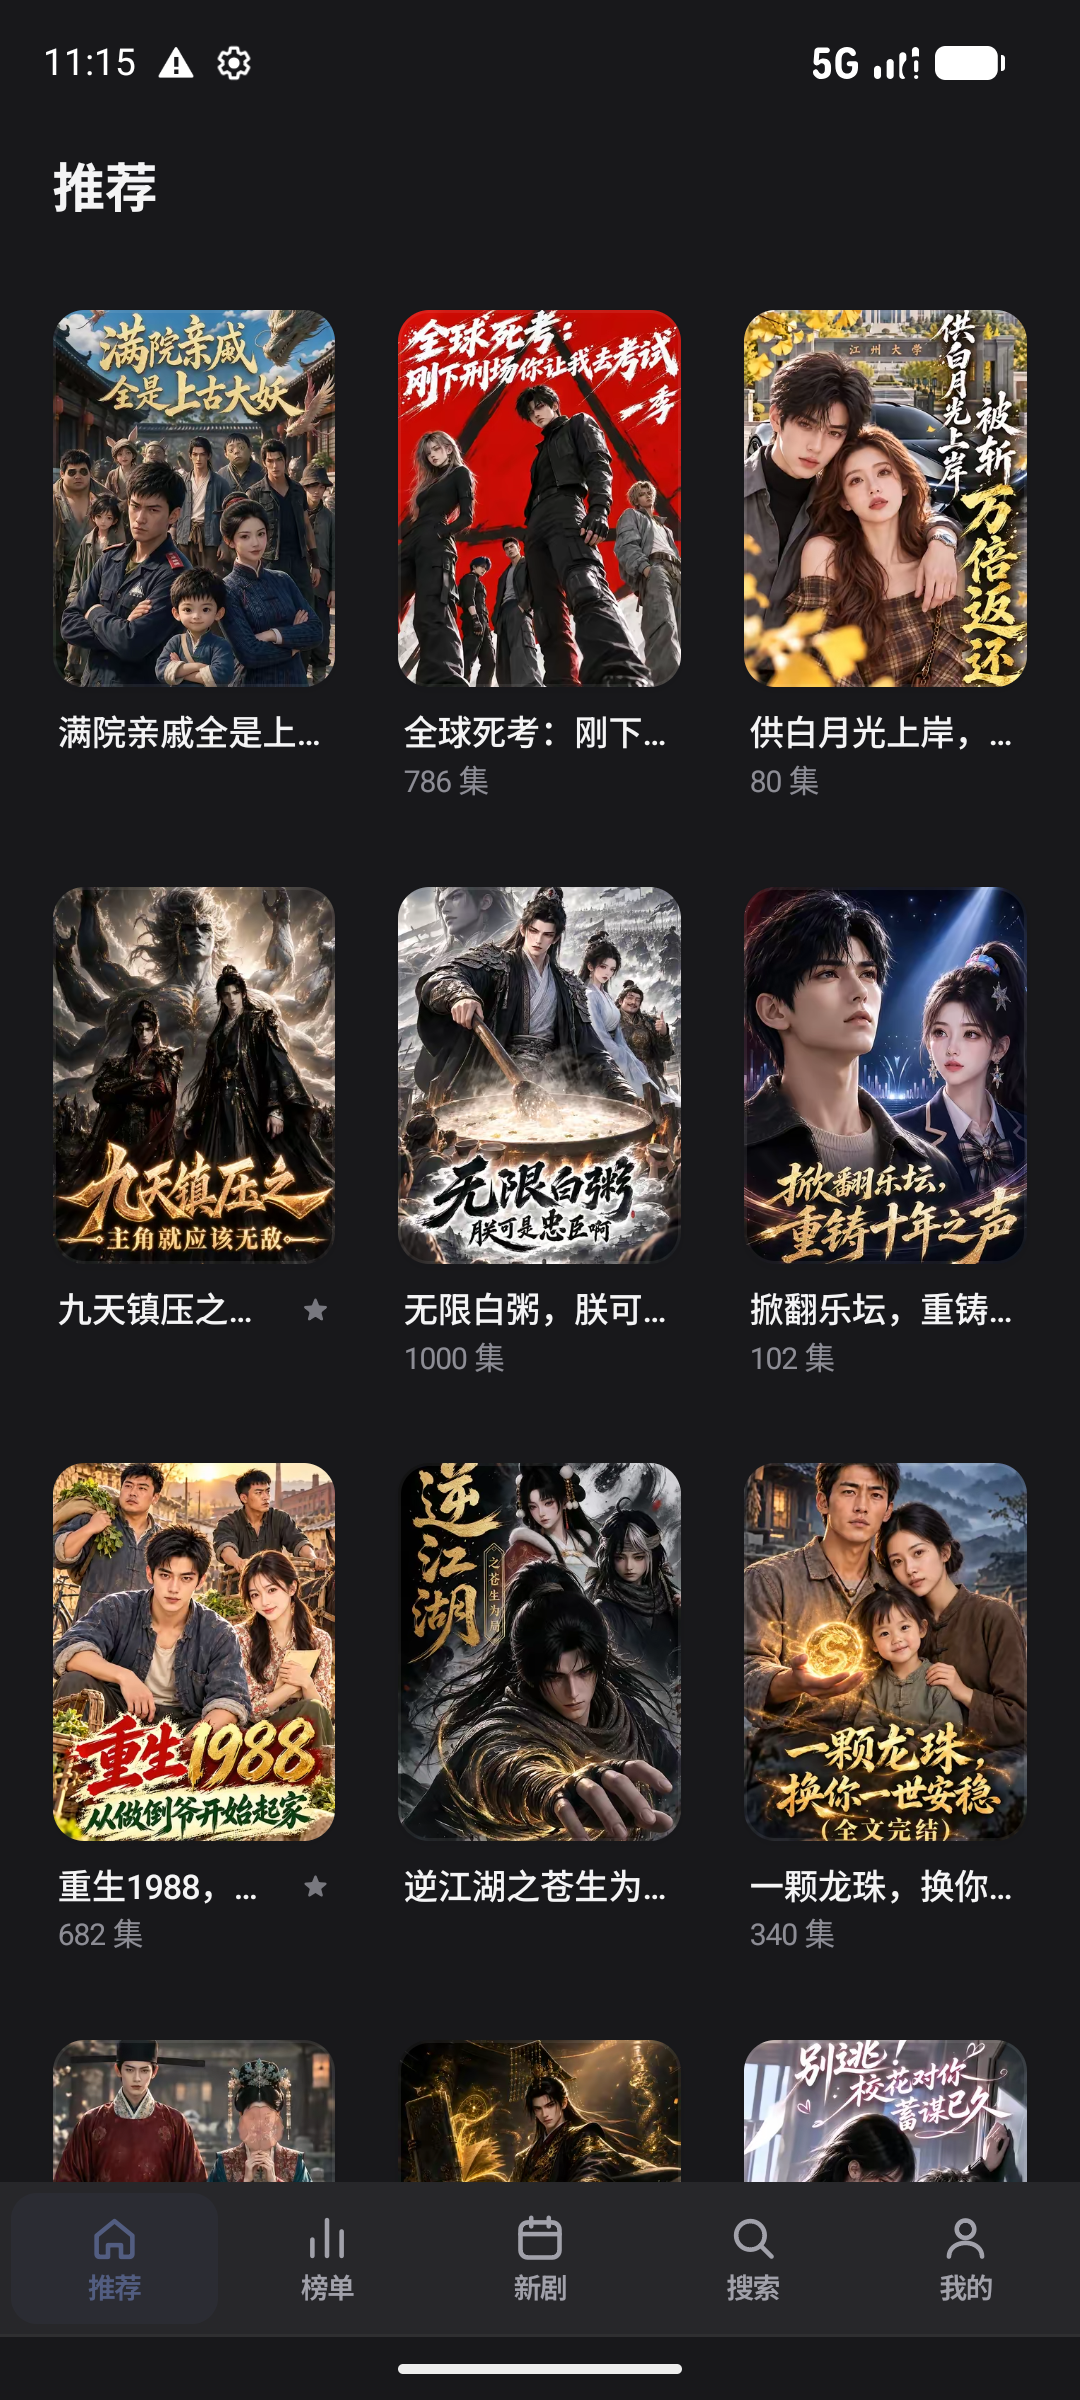 11:15
5G
推荐
满院亲戚
全是上古大妖
全球死考：
刚下刑场你让我去考试
一季
江州大学
供白月光上岸
被斩
万倍返还
满院亲戚全是上...
全球死考：刚下...
786 集
供白月光上岸，...
80 集
九天镇压之
主角就应该无敌
无限白粥
朕可是忠臣啊
掀翻乐坛，
重铸十年之声
九天镇压之...
无限白粥，朕可...
1000 集
掀翻乐坛，重铸...
102 集
重生1988
从做倒爷开始起家
逆江湖
之苍生为局
一颗龙珠，
换你一世安稳
（全文完结）
重生1988，...
682 集
逆江湖之苍生为...
一颗龙珠，换你...
340 集
别逃！
校花对你
蓄谋已久
推荐
榜单
新剧
搜索
我的